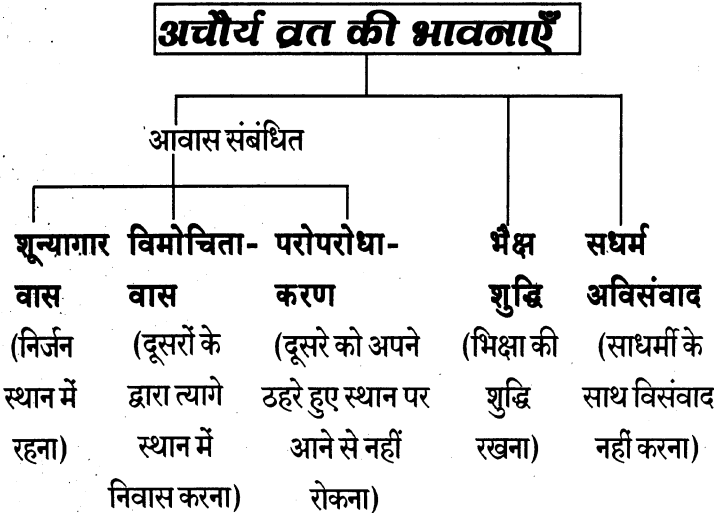 अचौर्य व्रत की भावनाएँ
आवास संबंधित
शून्यागार
वास
(निर्जन
स्थान में
रहना)
विमोचिता-
वास
(दूसरों के
द्वारा त्यागे
स्थान में
निवास करना)
परोपरोधा-
करण
(दूसरे को अपने
ठहरे हुए स्थान पर
आने से नहीं
रोकना)
भैक्ष
शुद्धि
(भिक्षा की
शुद्धि
रखना)
सधर्म
अविसंवाद
(साधर्मी के
साथ विसंवाद
नहीं करना)